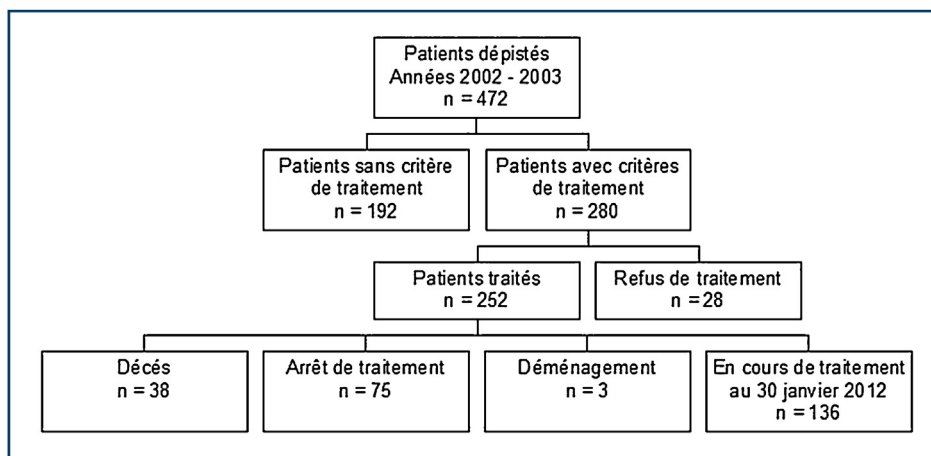 Patients dépistés
Années 2002 - 2003
n = 472
Patients sans critère
de traitement
n = 192
Patients avec critères
de traitement
n = 280
Patients traités
n = 252
Refus de traitement
n = 28
Décés
n = 38
Arrêt de traitement
n = 75
Déménagement
n = 3
En cours de traitement
au 30 janvier 2012
n = 136